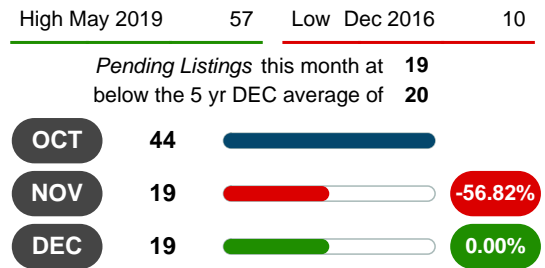 High May 2019 57 Low Dec 2016 10
Pending Listings this month at 19
below the 5 yr DEC average of 20
OCT 44
NOV 19 -56.82%
DEC 19 0.00%